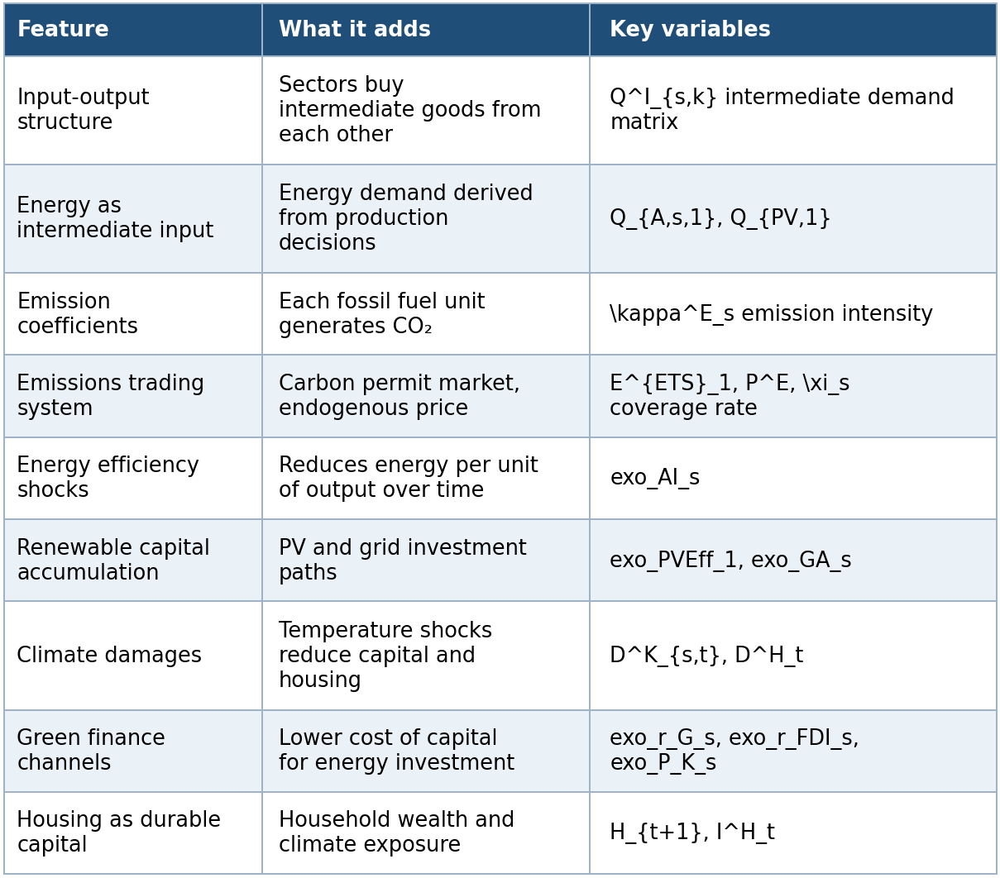 Feature
What it adds
Key variables
Input-output
structure
Sectors buy
intermediate goods from
each other
Q^I_{s,k} intermediate demand
matrix
Energy as
intermediate input
Energy demand derived
from production
decisions
Q_{A,s,1}, Q_{PV,1}
Emission
coefficients
Each fossil fuel unit
generates CO₂
\kappa^E_s emission intensity
Emissions trading
system
Carbon permit market,
endogenous price
E^{ETS}_1, P^E, \xi_s
coverage rate
Energy efficiency
shocks
Reduces energy per unit
of output over time
exo_AI_s
Renewable capital
accumulation
PV and grid investment
paths
exo_PVEff_1, exo_GA_s
Climate damages
Temperature shocks
reduce capital and
housing
D^K_{s,t}, D^H_t
Green finance
channels
Lower cost of capital
for energy investment
exo_r_G_s, exo_r_FDI_s,
exo_P_K_s
Housing as durable
capital
Household wealth and
climate exposure
H_{t+1}, I^H_t